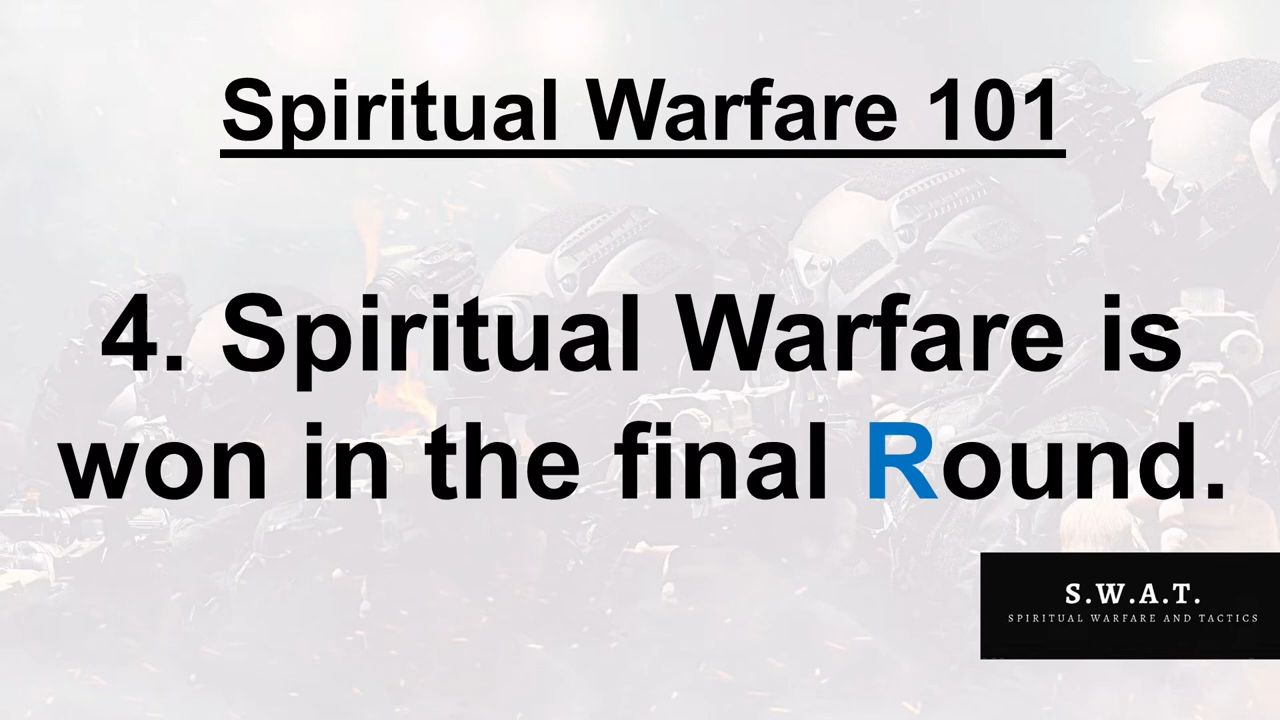 Spiritual Warfare 101
4. Spiritual Warfare is
won in the final Round.
S.W.A.T.
SPIRITUAL WARFARE AND TACTICS